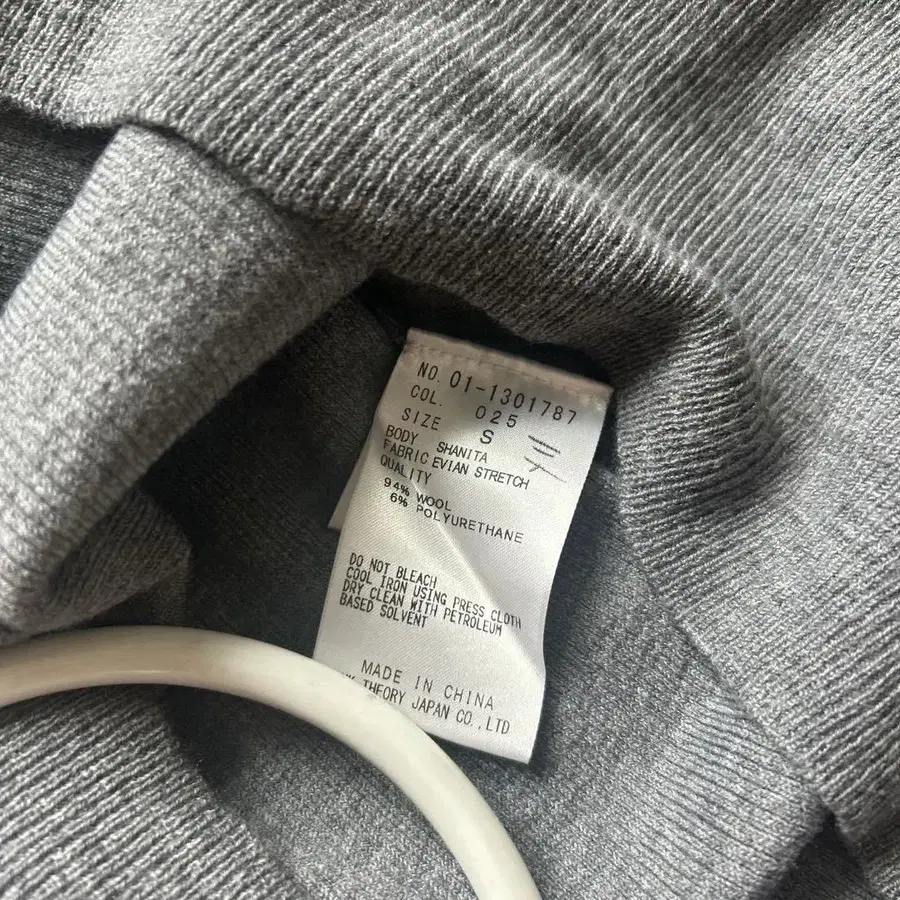 NO. 01-1301787
COL. 025
SIZE S
BODY SHANITA
FABRIC EVIAN STRETCH
QUALITY
94% WOOL
6% POLYURETHANE
DO NOT BLEACH
COOL IRON USING PRESS CLOTH
DRY CLEAN WITH PETROLEUM
BASED SOLVENT
MADE IN CHINA
THEORY JAPAN CO.,LTD